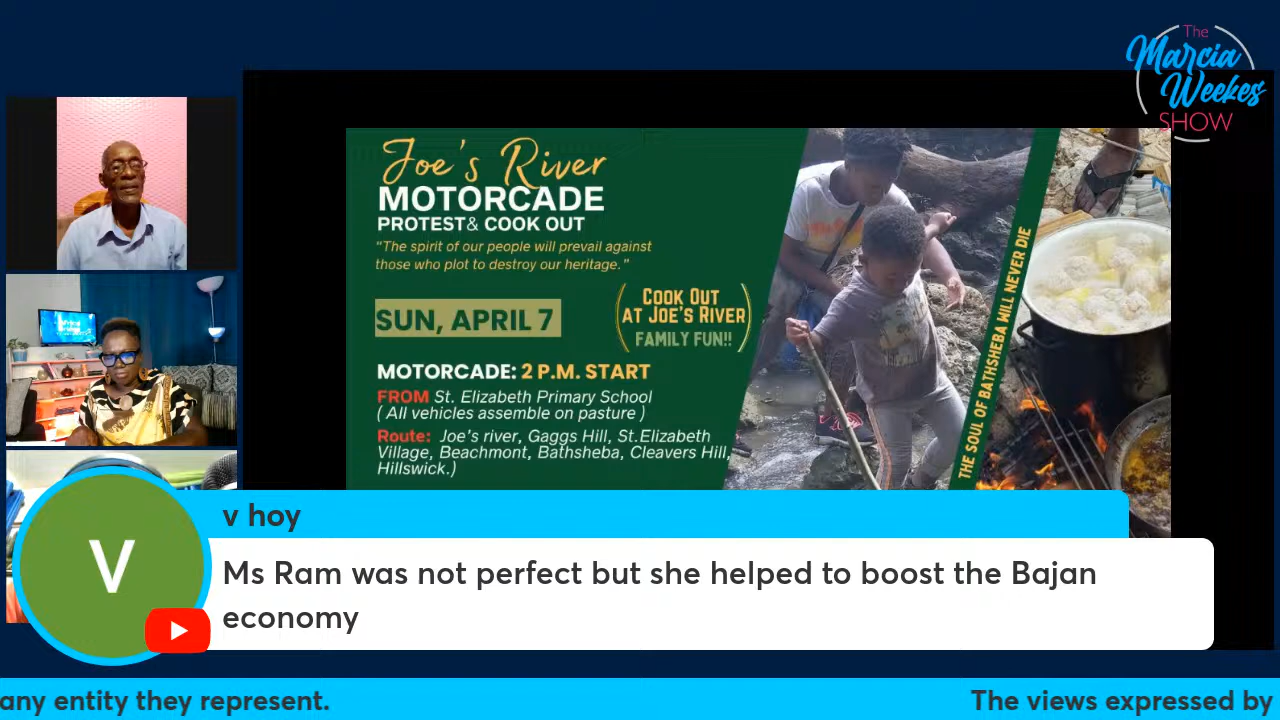 The
Marcia
Weekes
SHOW
Joe's River
MOTORCADE
PROTEST& COOK OUT
"The spirit of our people will prevail against
those who plot to destroy our heritage."
SUN, APRIL 7
COOK OUT
AT JOE'S RIVER
FAMILY FUN!!
MOTORCADE: 2 P.M. START
FROM St. Elizabeth Primary School
( All vehicles assemble on pasture )
Route: Joe's river, Gaggs Hill, St.Elizabeth
Village, Beachmont, Bathsheba, Cleavers Hill,
Hillswick.)
THE SOUL OF BATHSHEBA WILL NEVER DIE
V
v hoy
Ms Ram was not perfect but she helped to boost the Bajan
economy
any entity they represent.
The views expressed by